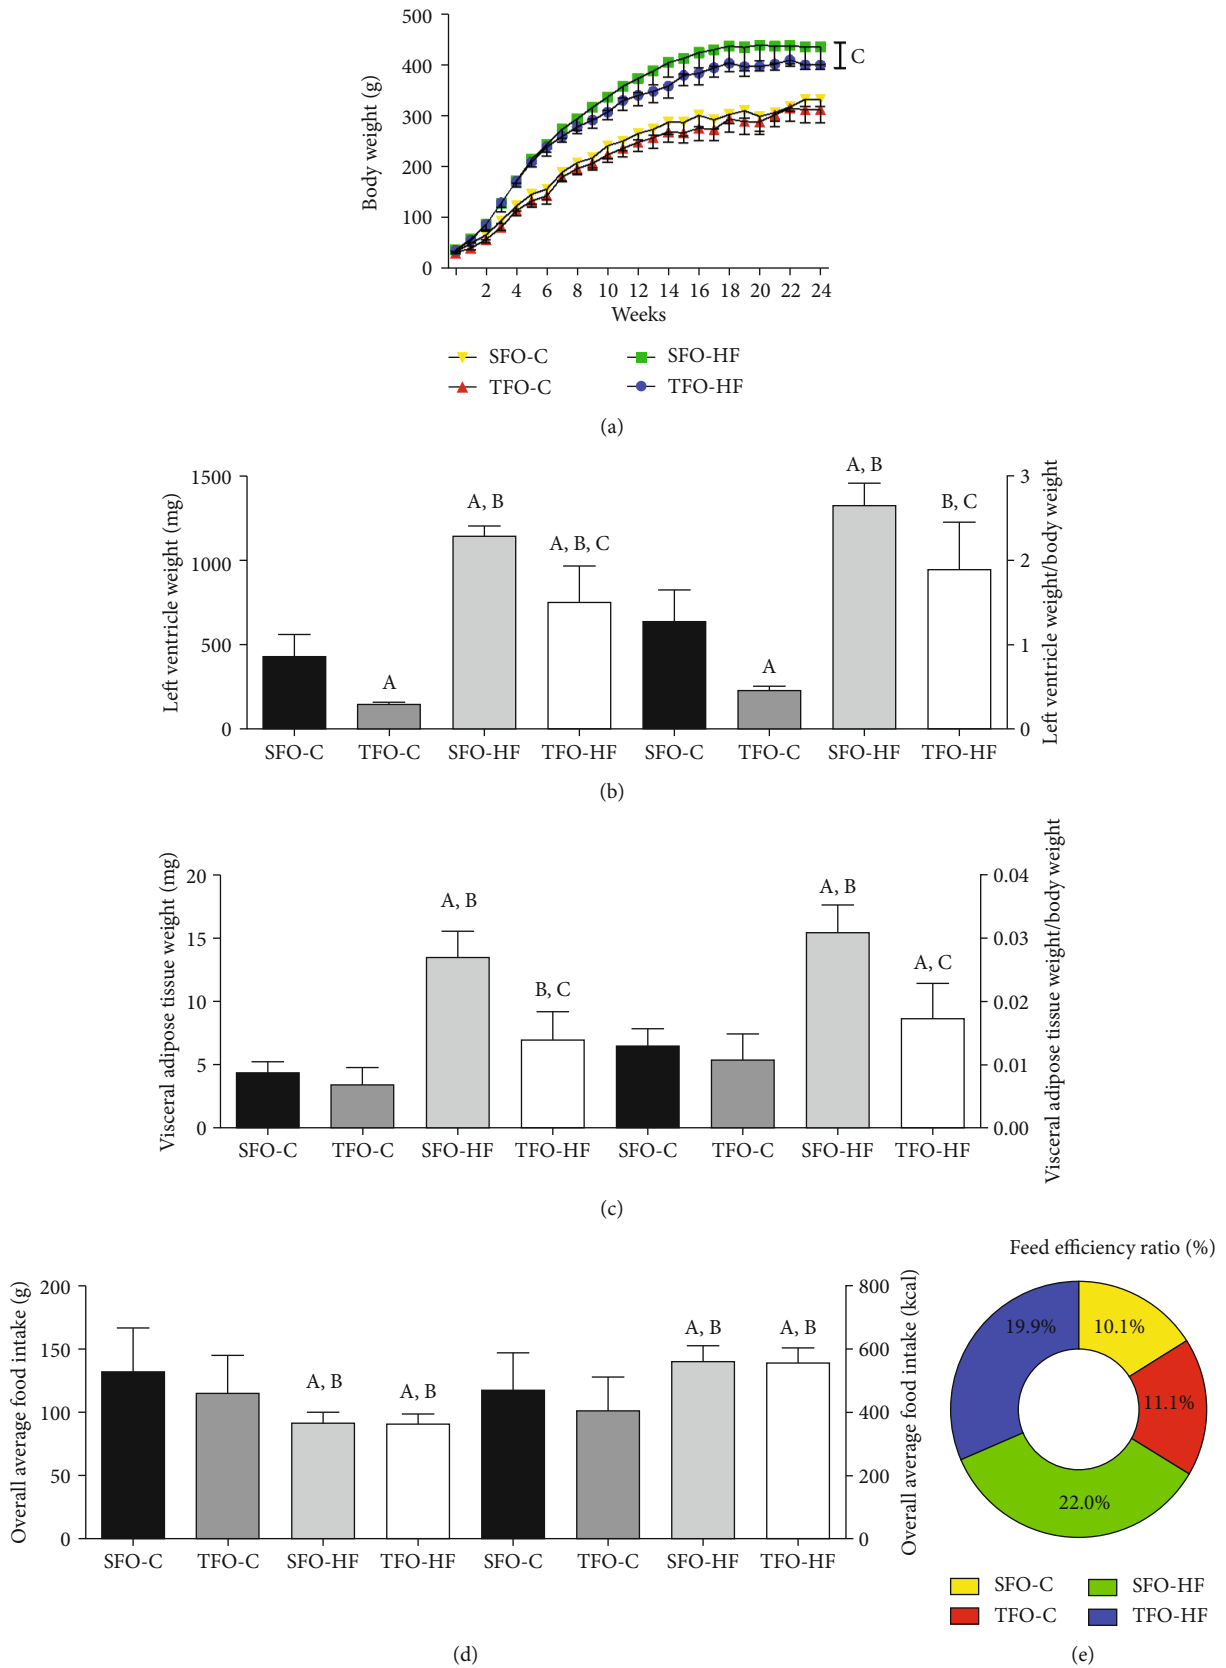 500
400
300
200
100
0
Body weight (g)
C
2 4 6 8 10 12 14 16 18 20 22 24
Weeks
SFO-C SFO-HF
TFO-C TFO-HF
(a)
Left ventricle weight (mg)
1500
1000
500
0
A
A, B
A, B, C
A
A, B
B, C
3
2
1
0
Left ventricle weight/body weight
SFO-C TFO-C SFO-HF TFO-HF SFO-C TFO-C SFO-HF TFO-HF
(b)
Visceral adipose tissue weight (mg)
20
15
10
5
0
A, B
B, C
A, B
A, C
0.04
0.03
0.02
0.01
0.00
Visceral adipose tissue weight/body weight
SFO-C TFO-C SFO-HF TFO-HF SFO-C TFO-C SFO-HF TFO-HF
(c)
Overall average food intake (g)
200
150
100
50
0
A, B
A, B
A, B
A, B
800
600
400
200
0
Overall average food intake (kcal)
SFO-C TFO-C SFO-HF TFO-HF SFO-C TFO-C SFO-HF TFO-HF
(d)
Feed efficiency ratio (%)
19.9%
10.1%
11.1%
22.0%
SFO-C SFO-HF
TFO-C TFO-HF
(e)